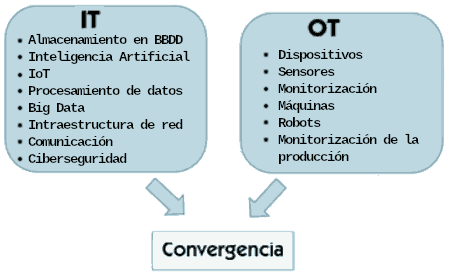 IT
• Almacenamiento en BBDD
• Inteligencia Artificial
• IoT
• Procesamiento de datos
• Big Data
• Intraestructura de red
• Comunicación
• Ciberseguridad
OT
• Dispositivos
• Sensores
• Monitorización
• Máquinas
• Robots
• Monitorización de la
producción
Convergencia